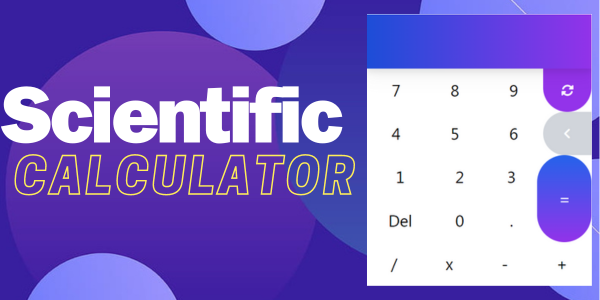 Scientific
CALCULATOR
7 8 9
4 5 6 <
1 2 3
=
Del 0 .
/ x - +